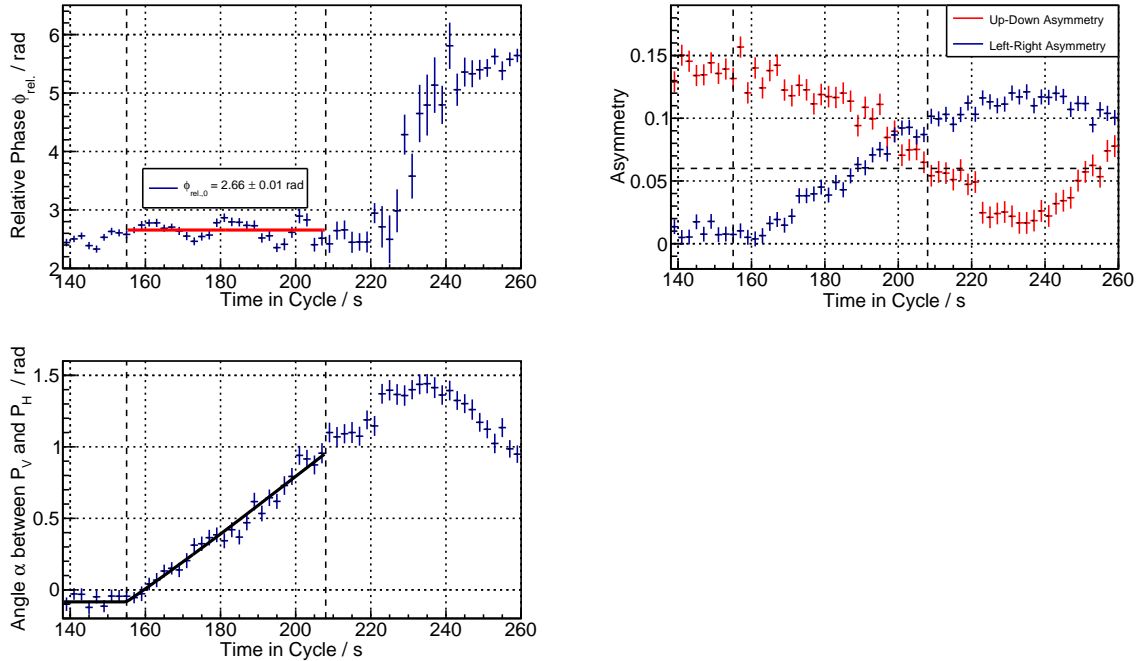 Relative Phase ϕrel. / rad
6
5
4
3
2
ϕrel.,0 = 2.66 ± 0.01 rad
140 160 180 200 220 240 260
Time in Cycle / s
Asymmetry
0.15
0.1
0.05
0
Up-Down Asymmetry
Left-Right Asymmetry
140 160 180 200 220 240 260
Time in Cycle / s
Angle α between PV and PH / rad
1.5
1
0.5
0
140 160 180 200 220 240 260
Time in Cycle / s